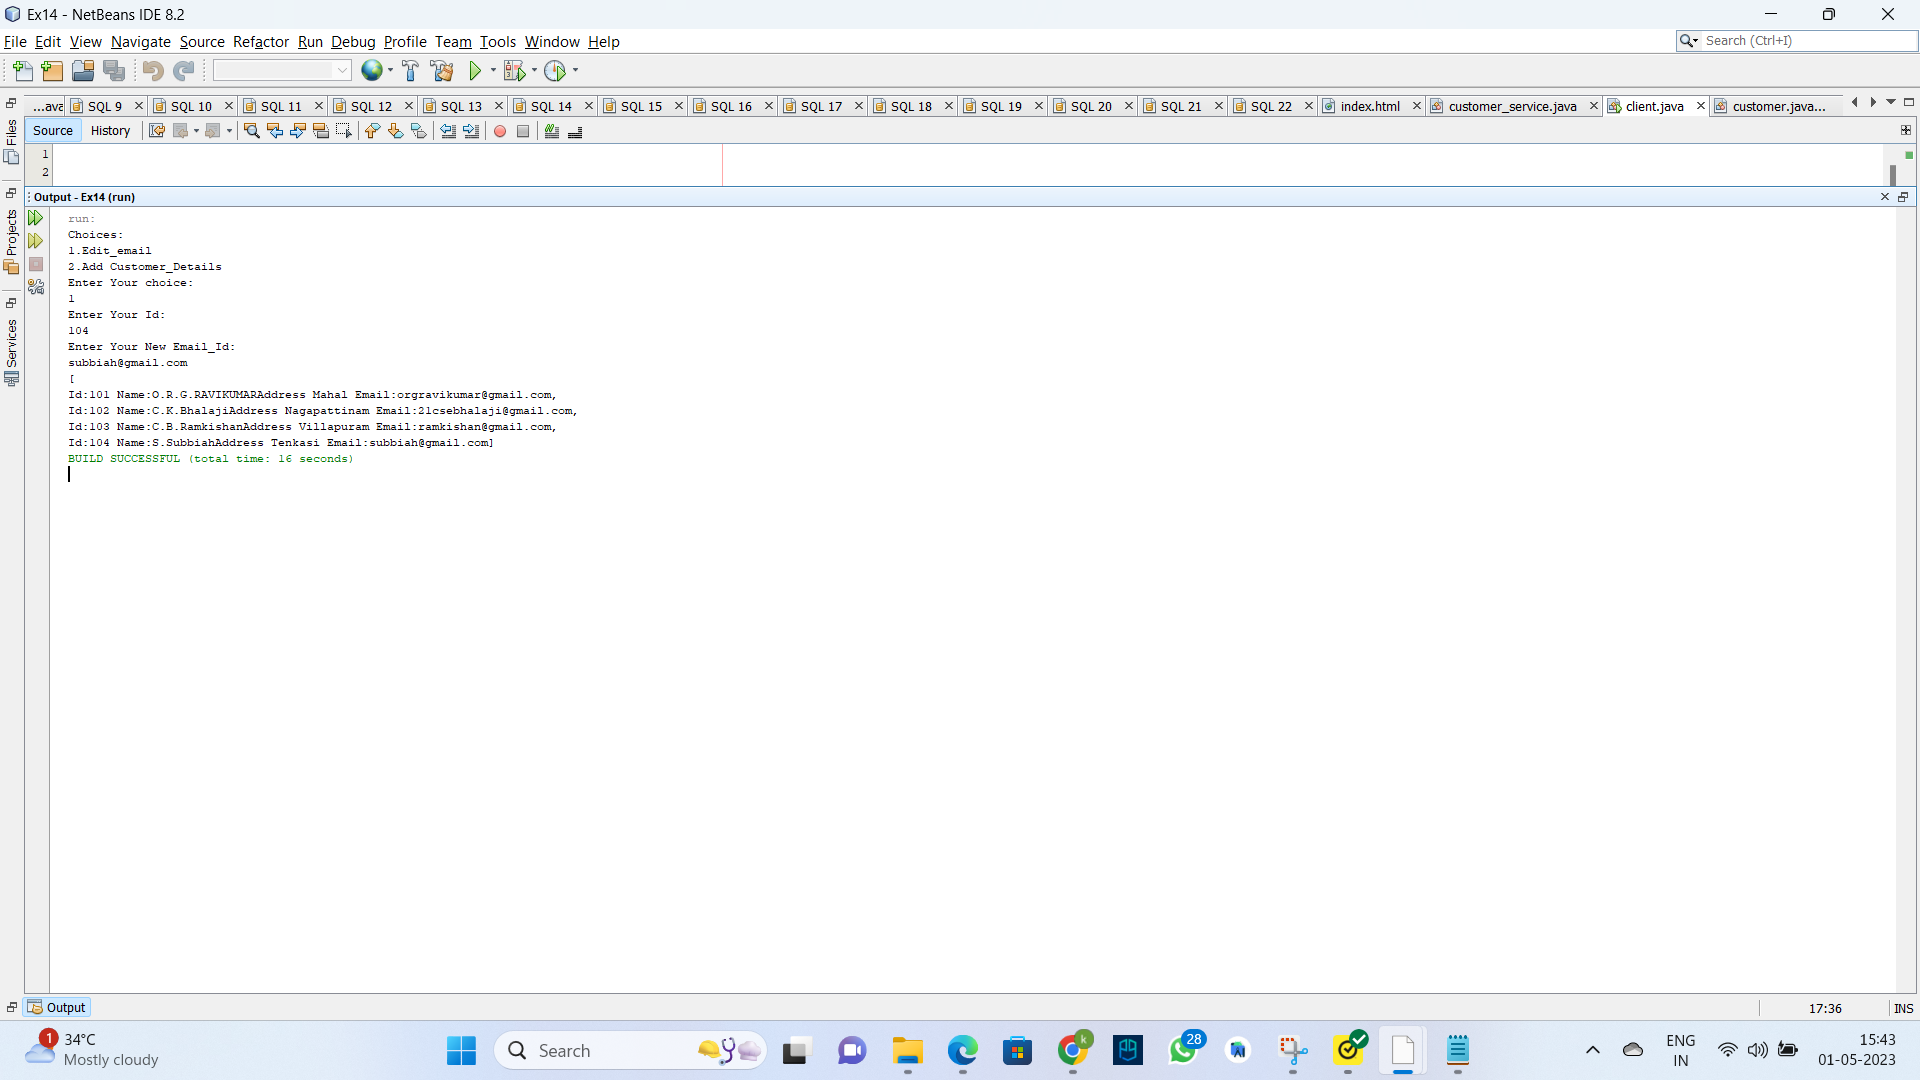 Ex14 - NetBeans IDE 8.2
File Edit View Navigate Source Refactor Run Debug Profile Team Tools Window Help
Search (Ctrl+I)
...ava SQL 9 SQL 10 SQL 11 SQL 12 SQL 13 SQL 14 SQL 15 SQL 16 SQL 17 SQL 18 SQL 19 SQL 20 SQL 21 SQL 22 index.html customer_service.java client.java customer.java...
Source History
Files
Projects
Services
1
2
Output - Ex14 (run)
run:
Choices:
1.Edit_email
2.Add Customer_Details
Enter Your choice:
1
Enter Your Id:
104
Enter Your New Email_Id:
subbiah@gmail.com
[
Id:101 Name:O.R.G.RAVIKUMARAddress Mahal Email:orgravikumar@gmail.com,
Id:102 Name:C.K.BhalajiAddress Nagapattinam Email:21csebhalaji@gmail.com,
Id:103 Name:C.B.RamkishanAddress Villapuram Email:ramkishan@gmail.com,
Id:104 Name:S.SubbiahAddress Tenkasi Email:subbiah@gmail.com]
BUILD SUCCESSFUL (total time: 16 seconds)
Output
17:36 INS
1
34°C
Mostly cloudy
Search
k
28
AI
ENG
IN
15:43
01-05-2023